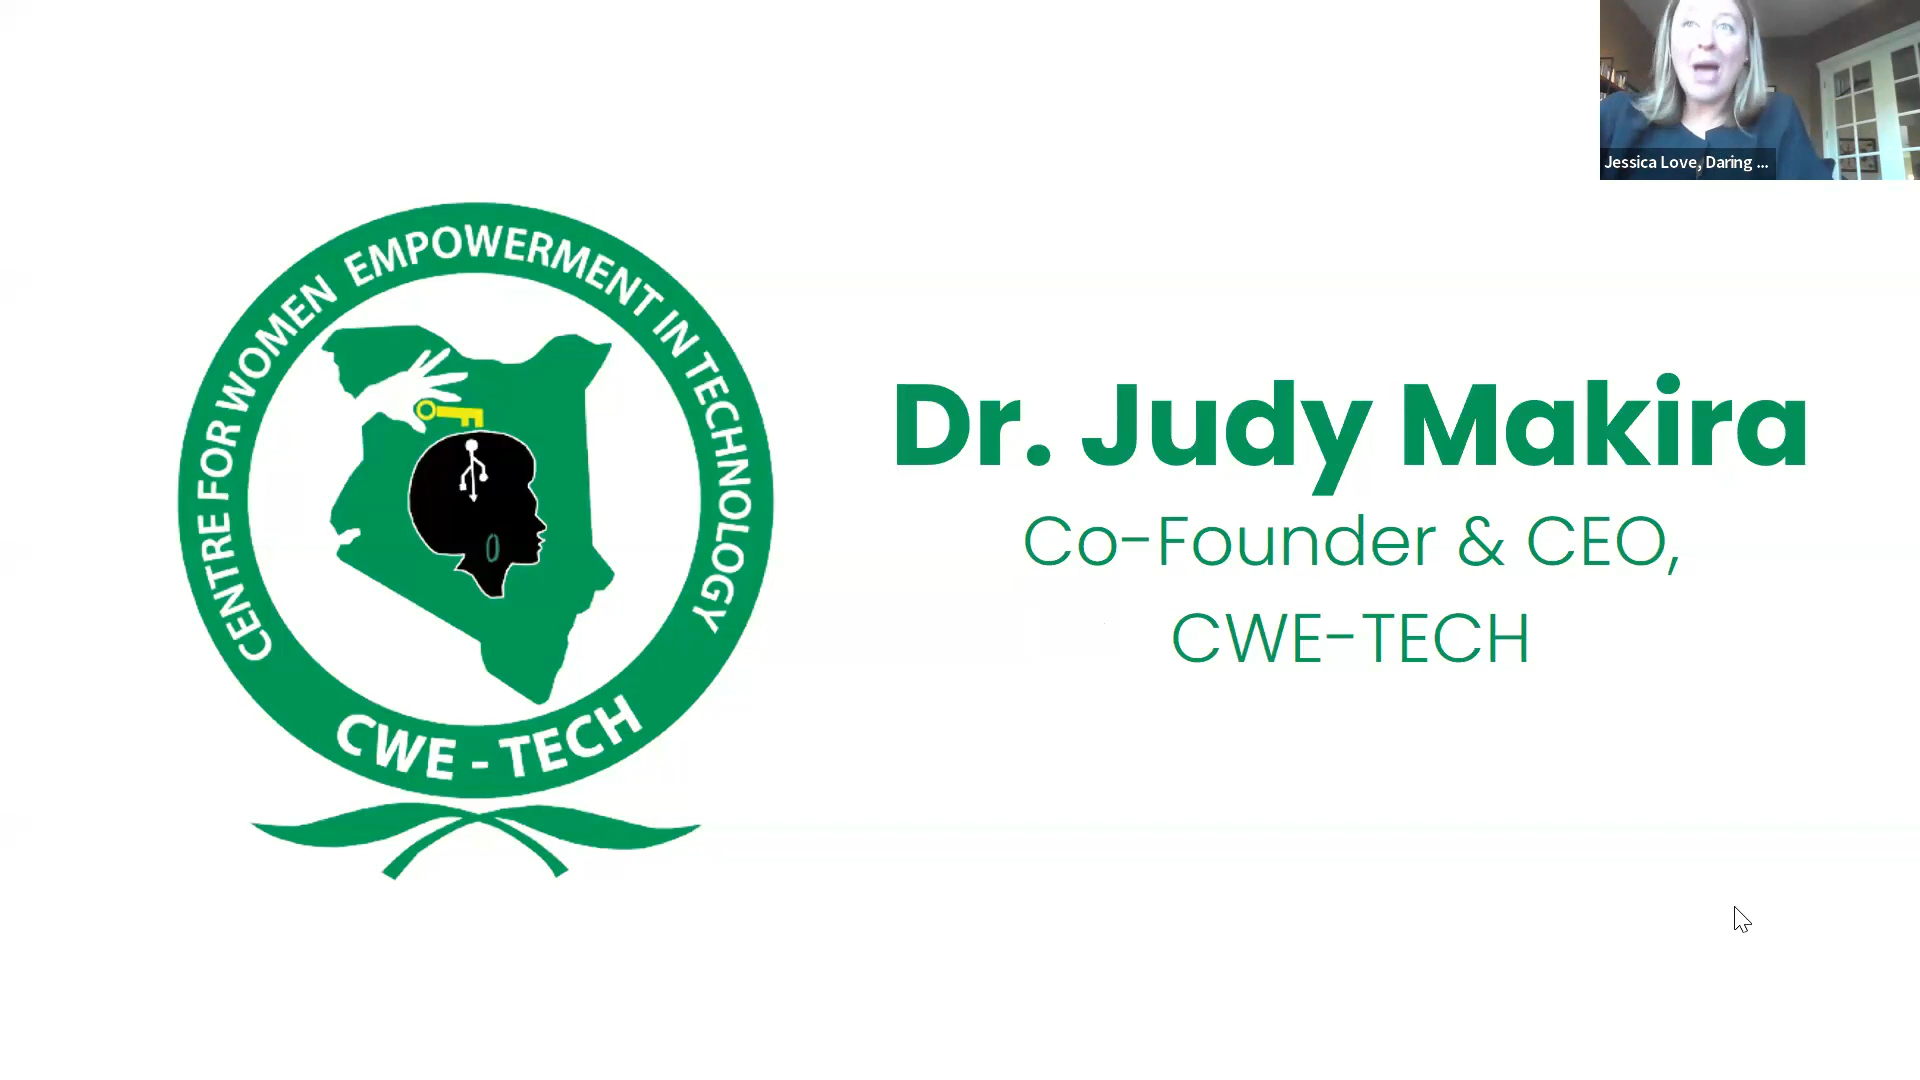 Jessica Love, Daring ...
CENTRE FOR WOMEN EMPOWERMENT IN TECHNOLOGY
CWE - TECH
Dr. Judy Makira
Co-Founder & CEO,
CWE-TECH